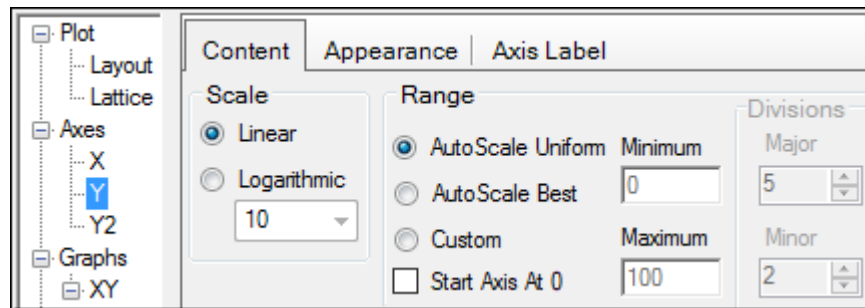 Plot
Layout
Lattice
Axes
X
Y
Y2
Graphs
XY
Content Appearance Axis Label
Scale
Linear
Logarithmic
10
Range
AutoScale Uniform
AutoScale Best
Custom
Start Axis At 0
Minimum
0
Maximum
100
Divisions
Major
5
Minor
2